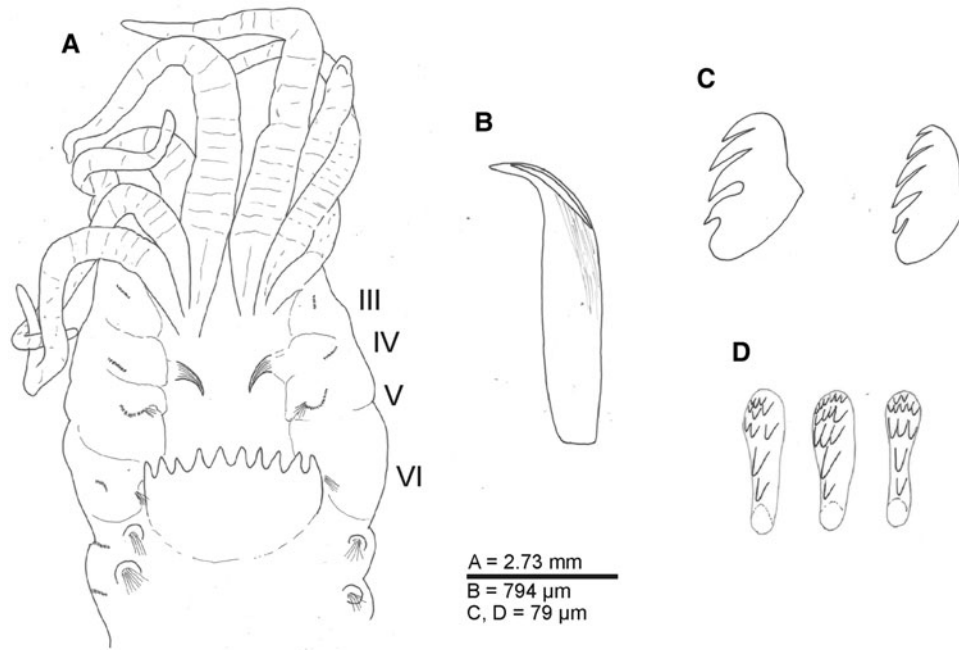 A
B
C
III
IV
V
VI
D
A = 2.73 mm
B = 794 µm
C, D = 79 µm